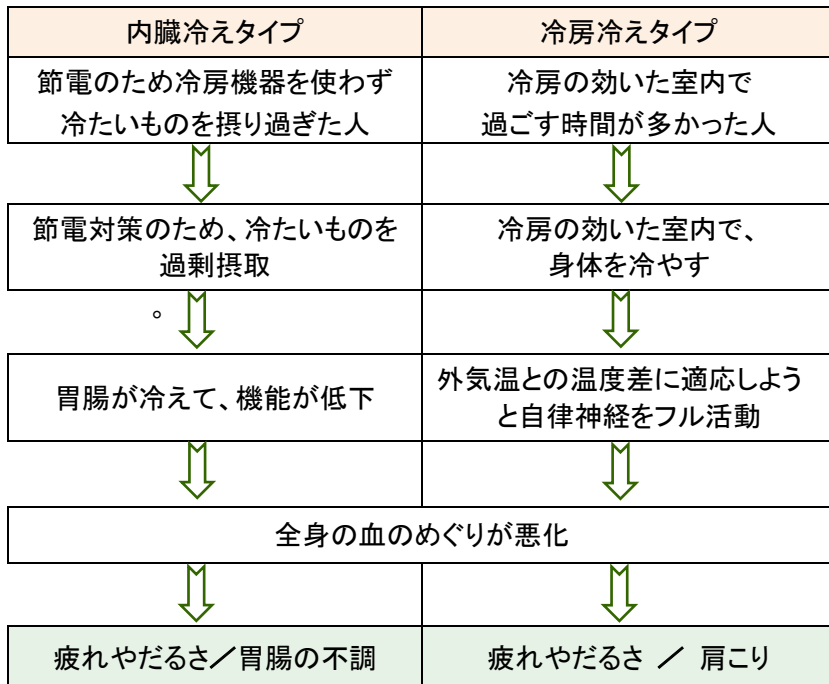 内臓冷えタイプ
冷房冷えタイプ
節電のため冷房機器を使わず
冷たいものを摂り過ぎた人
冷房の効いた室内で
過ごす時間が多かった人
節電対策のため、冷たいものを
過剰摂取
冷房の効いた室内で、
身体を冷やす
。
胃腸が冷えて、機能が低下
外気温との温度差に適応しよう
と自律神経をフル活動
全身の血のめぐりが悪化
疲れやだるさ／胃腸の不調
疲れやだるさ ／ 肩こり